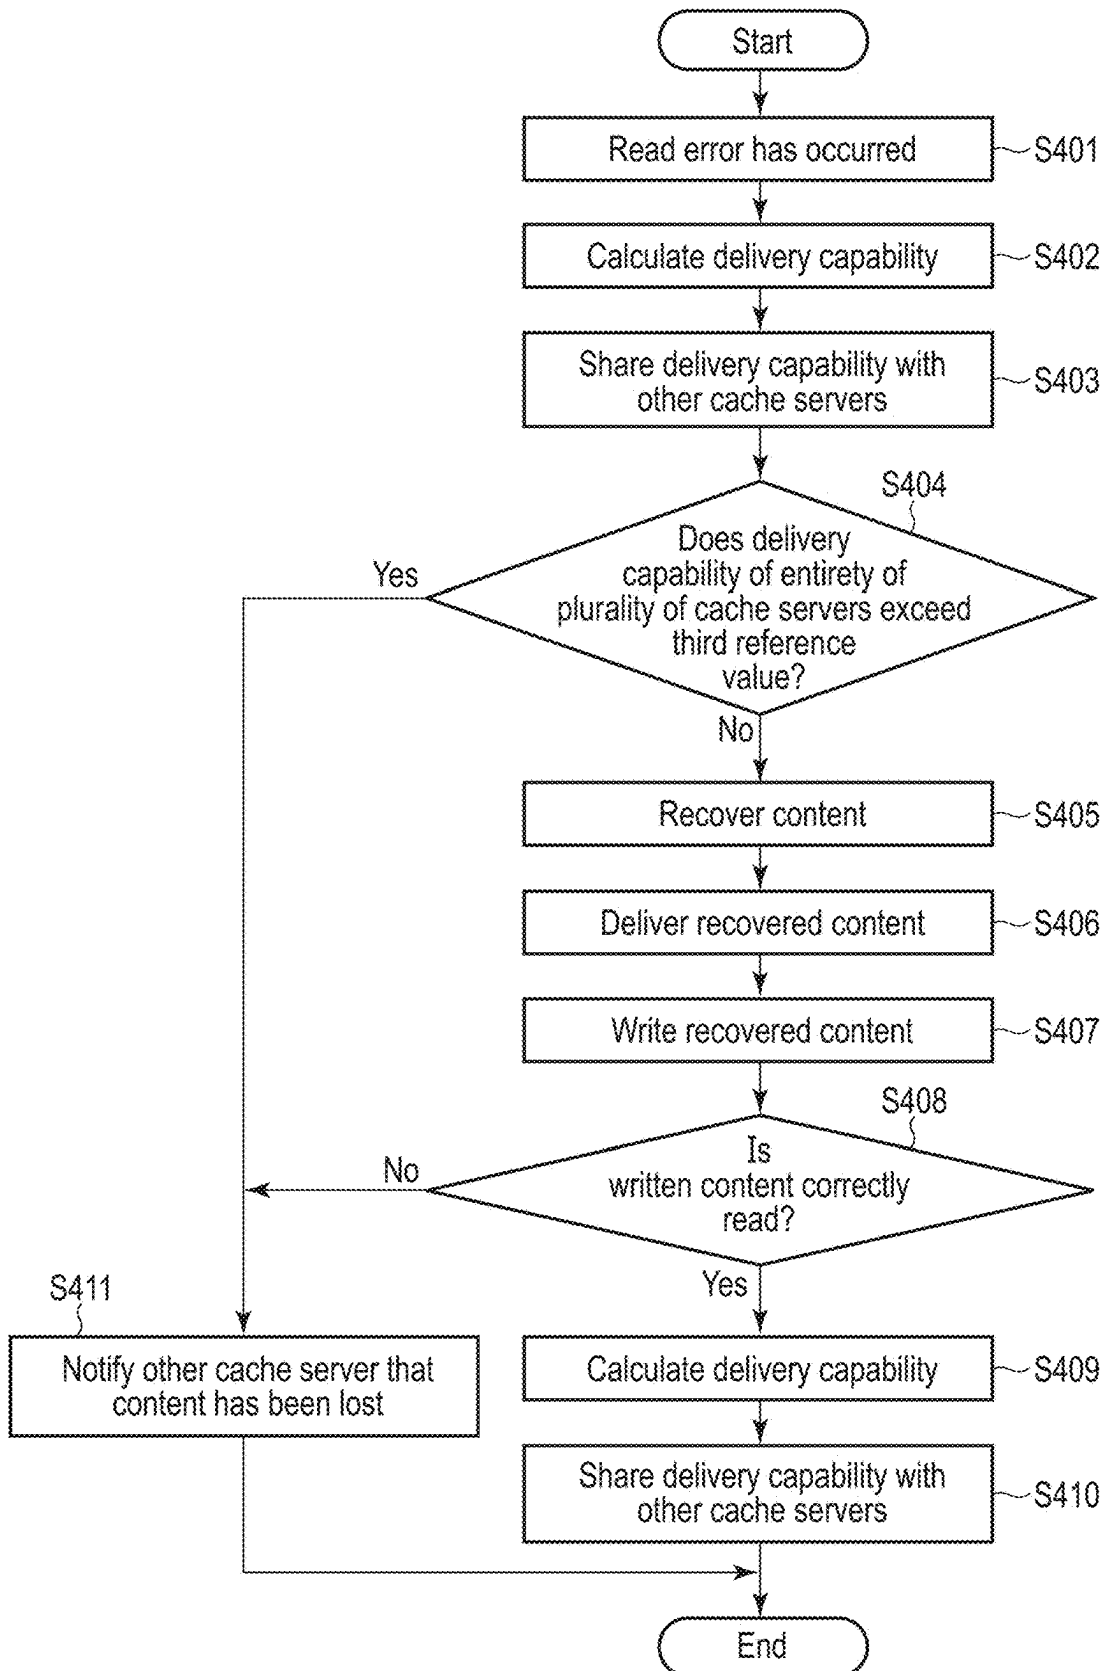 Start
Read error has occurred
S401
Calculate delivery capability
S402
Share delivery capability with
other cache servers
S403
S404
Does delivery
capability of entirety of
plurality of cache servers exceed
third reference
value?
Yes
No
Recover content
S405
Deliver recovered content
S406
Write recovered content
S407
S408
Is
written content correctly
read?
No
Yes
S411
Notify other cache server that
content has been lost
Calculate delivery capability
S409
Share delivery capability with
other cache servers
S410
End